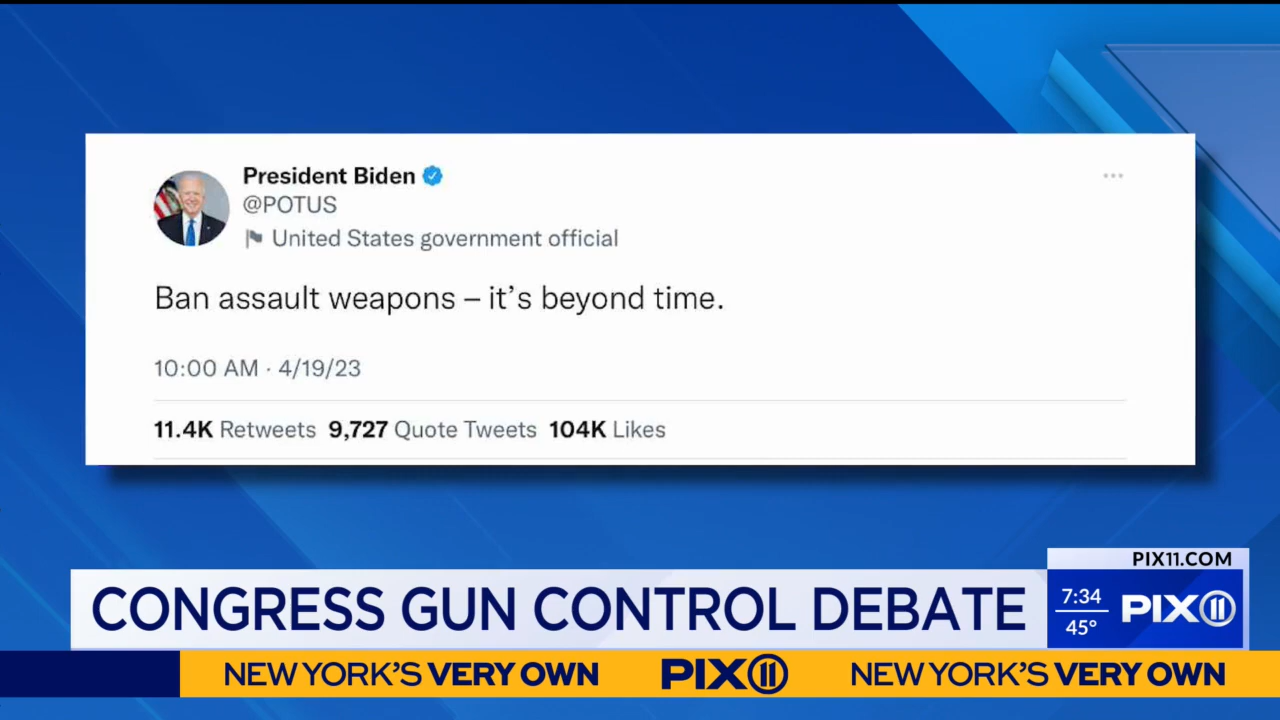 President Biden
@POTUS
United States government official
Ban assault weapons – it's beyond time.
10:00 AM · 4/19/23
11.4K Retweets 9,727 Quote Tweets 104K Likes
PIX11.COM
CONGRESS GUN CONTROL DEBATE
7:34
45°
PIX11
NEW YORK'S VERY OWN PIX11 NEW YORK'S VERY OWN